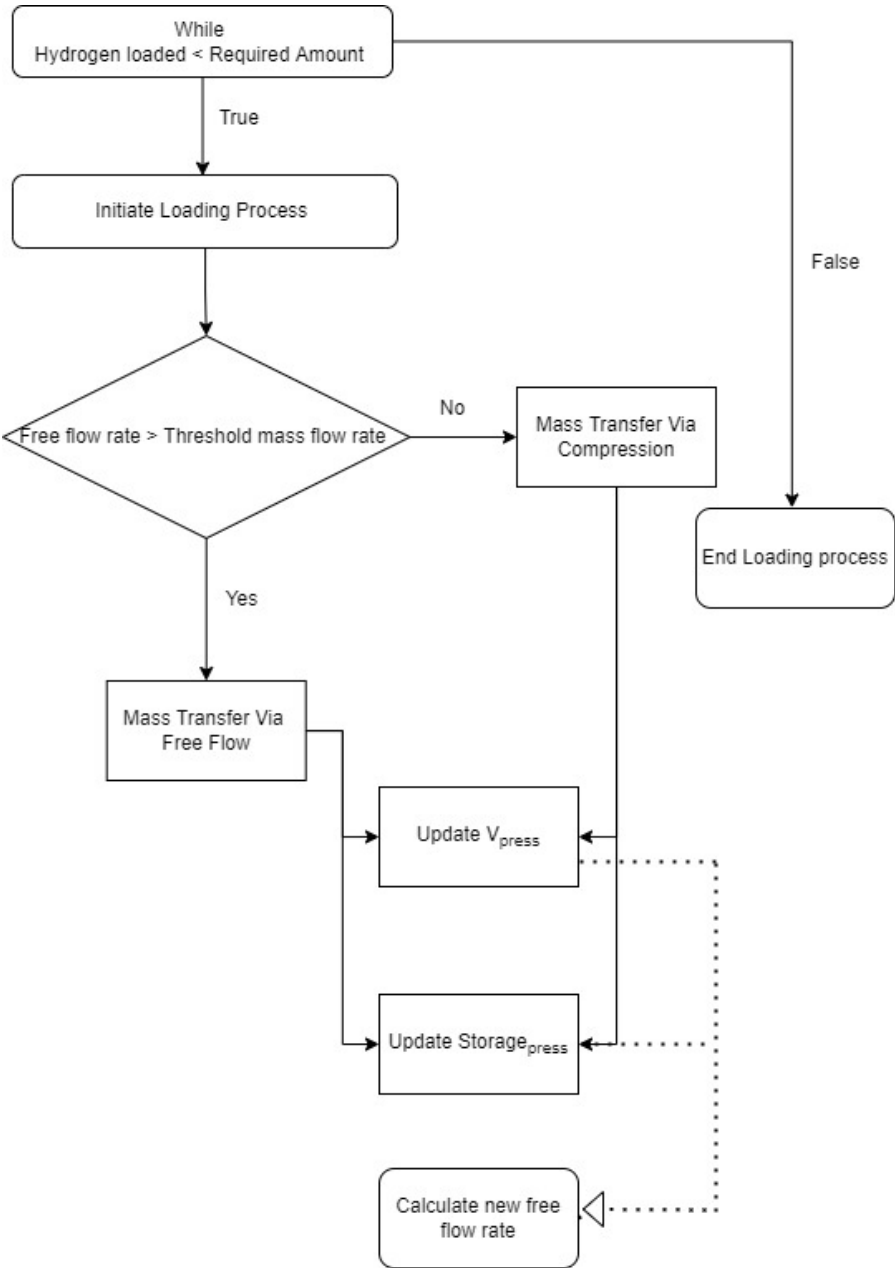 While
Hydrogen loaded < Required Amount
True
Initiate Loading Process
False
Free flow rate > Threshold mass flow rate
No
Mass Transfer Via
Compression
End Loading process
Yes
Mass Transfer Via
Free Flow
Update Vpress
Update Storagepress
Calculate new free
flow rate